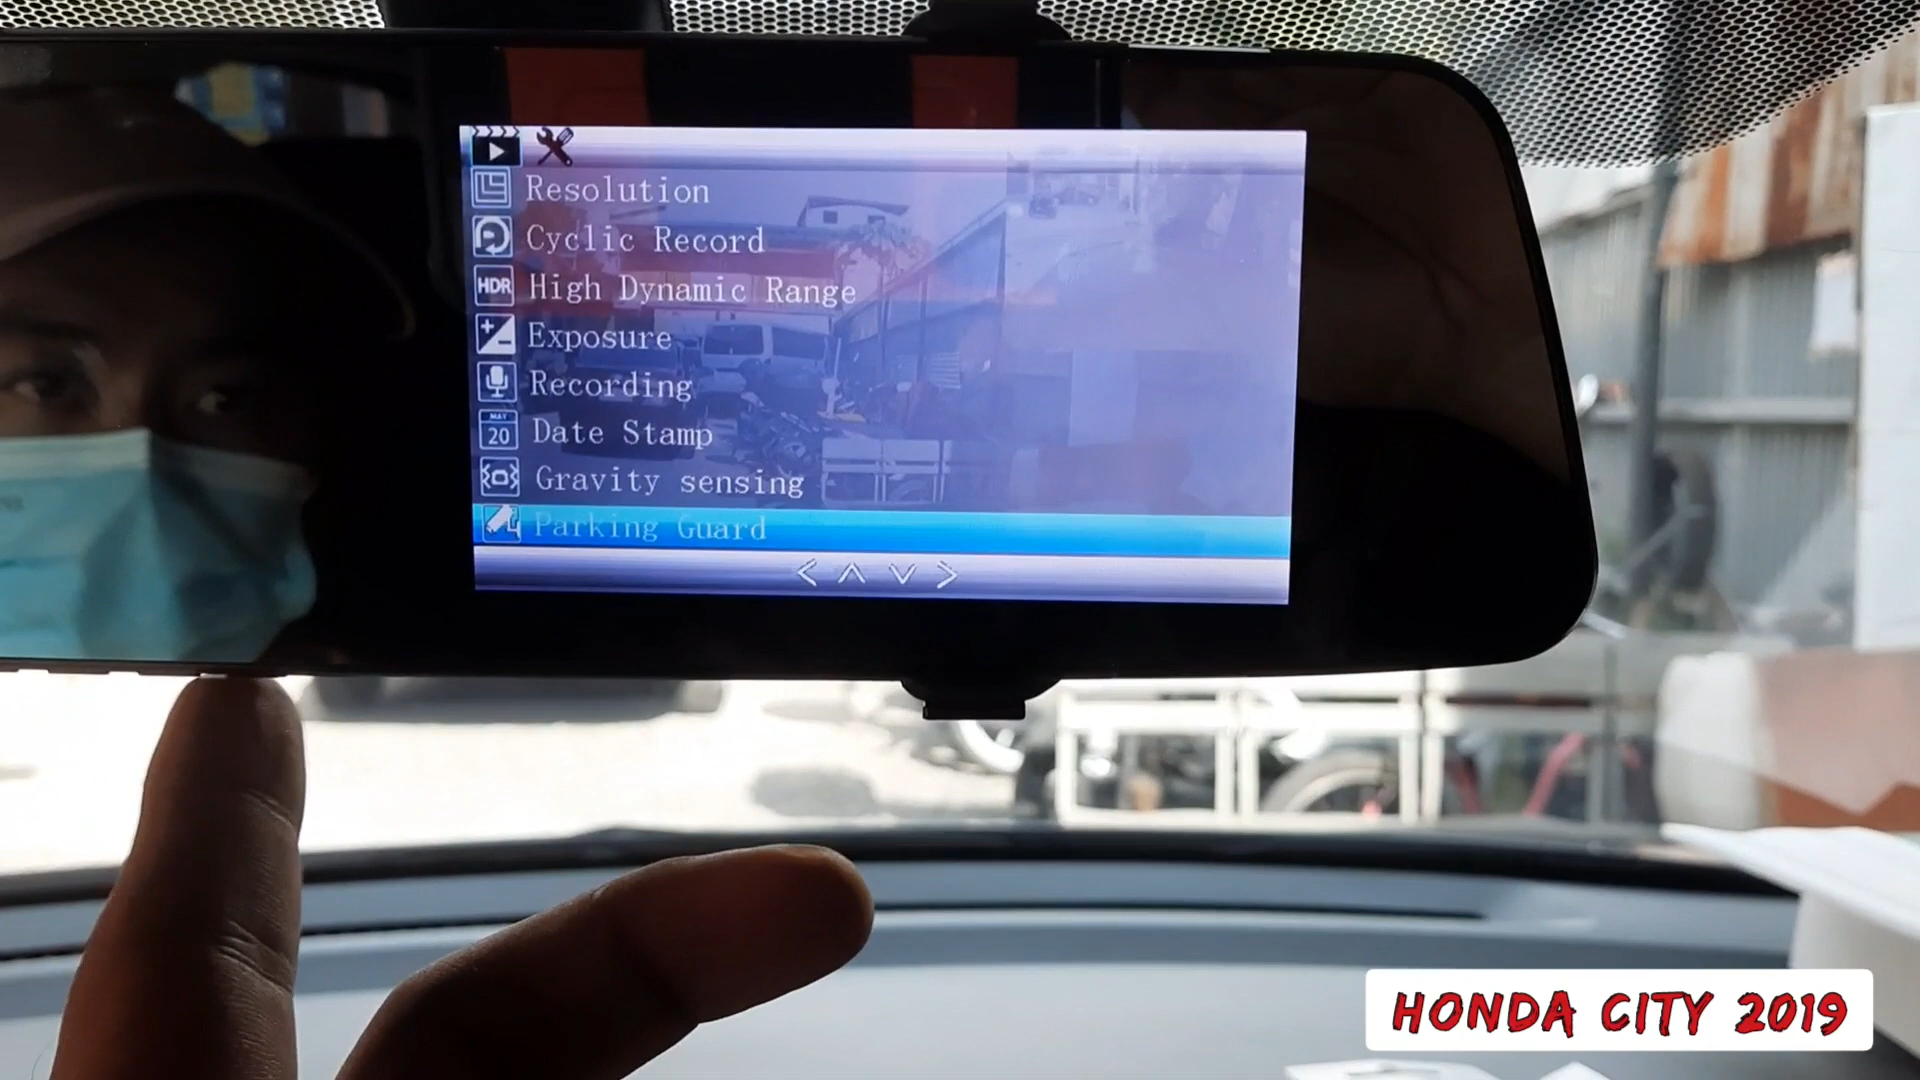 Resolution
Cyclic Record
HDR High Dynamic Range
Exposure
Recording
MAY
20
Date Stamp
Gravity sensing
Parking Guard
HONDA CITY 2019